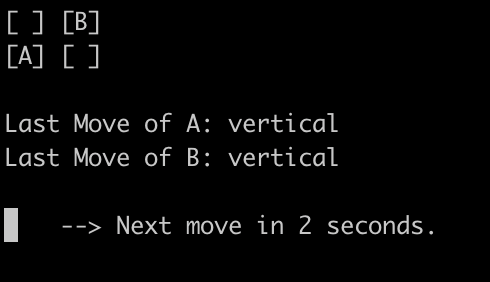 [ ] [B]
[A] [ ]
Last Move of A: vertical
Last Move of B: vertical
--> Next move in 2 seconds.